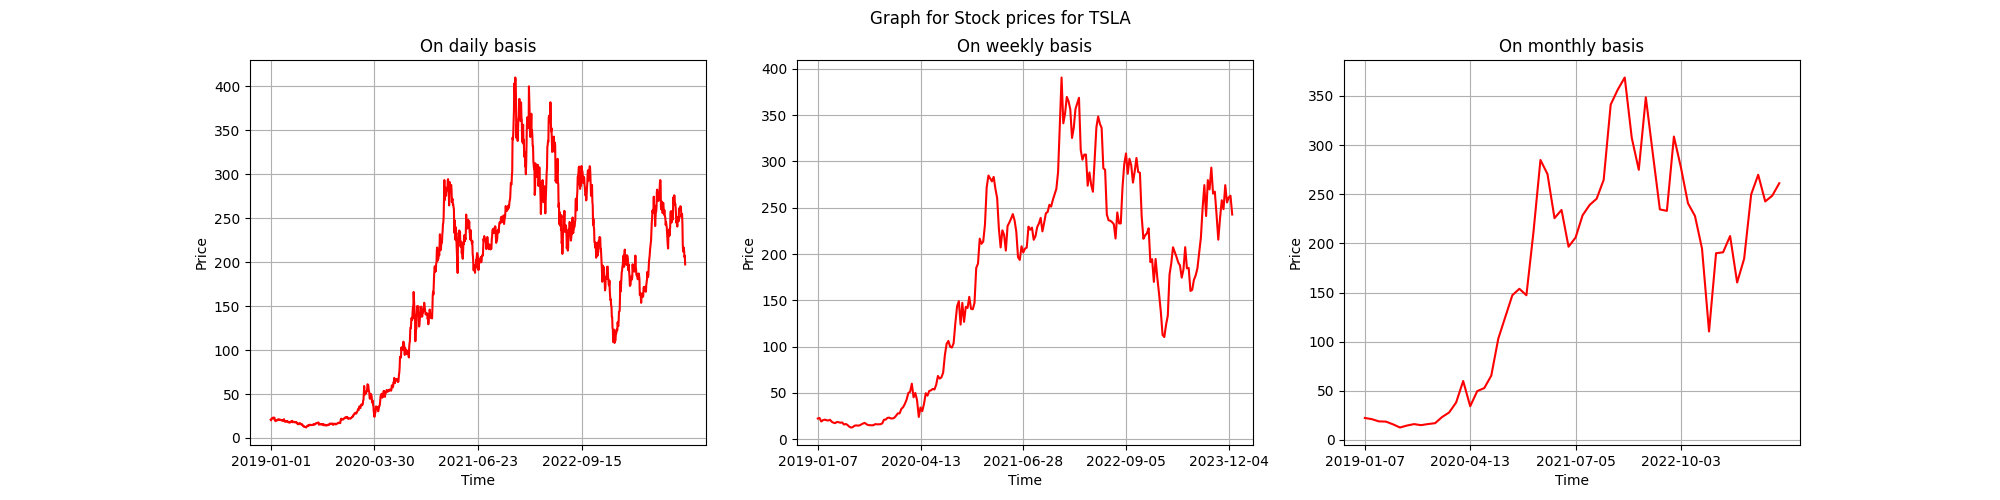 Graph for Stock prices for TSLA
On daily basis
400
350
300
250
200
150
100
50
0
Price
2019-01-01 2020-03-30 2021-06-23 2022-09-15
Time
On weekly basis
400
350
300
250
200
150
100
50
0
Price
2019-01-07 2020-04-13 2021-06-28 2022-09-05 2023-12-04
Time
On monthly basis
350
300
250
200
150
100
50
0
Price
2019-01-07 2020-04-13 2021-07-05 2022-10-03
Time